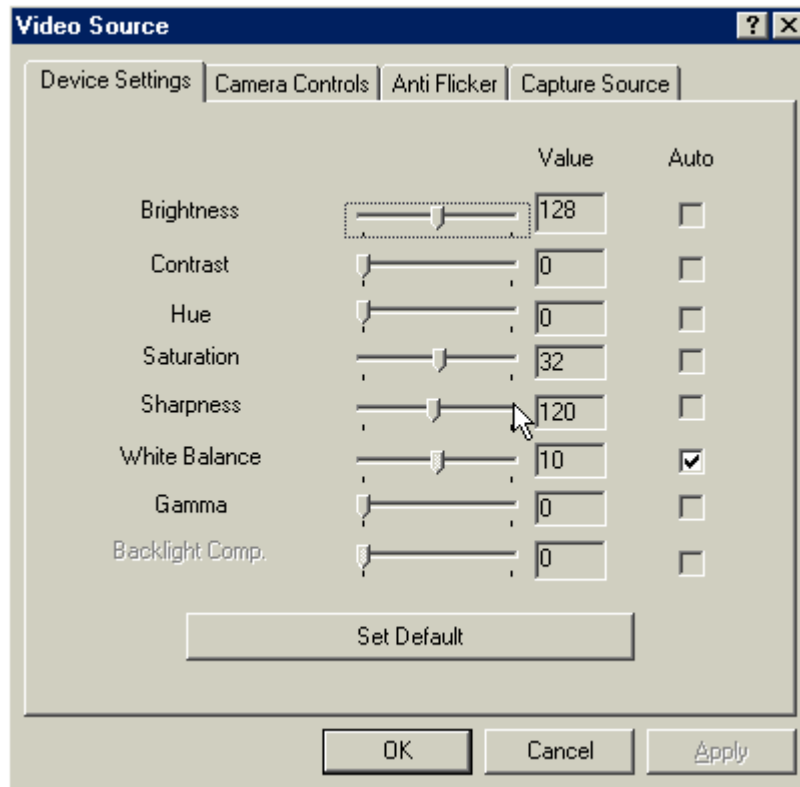 Video Source
Device Settings Camera Controls Anti Flicker Capture Source
Value Auto
Brightness 128
Contrast 0
Hue 0
Saturation 32
Sharpness 120
White Balance 10
Gamma 0
Backlight Comp. 0
Set Default
OK Cancel Apply